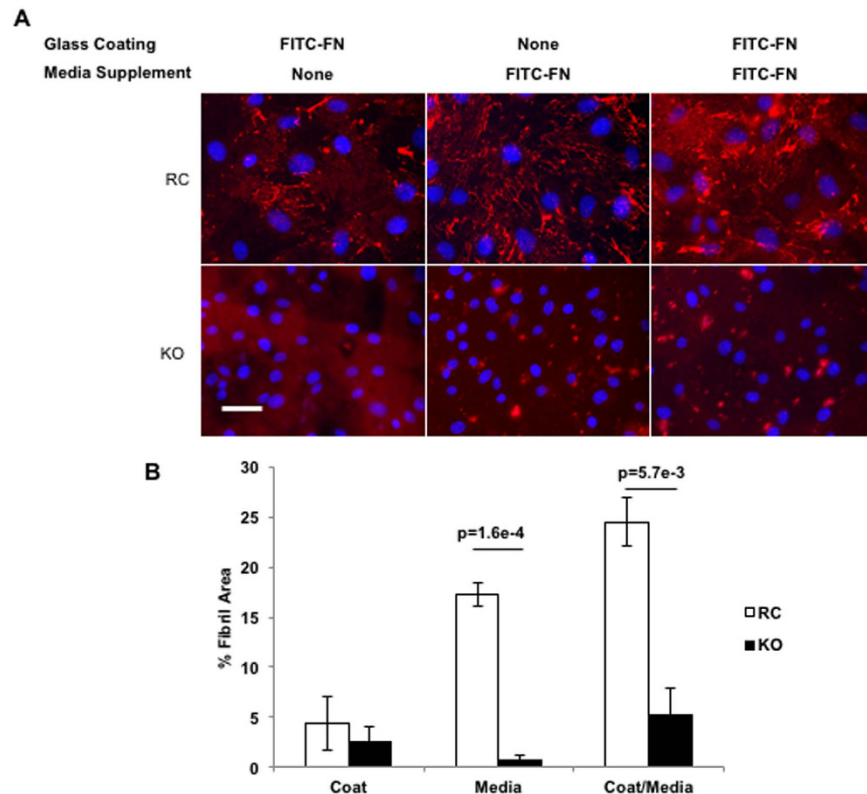 A
Glass Coating FITC-FN None FITC-FN
Media Supplement None FITC-FN FITC-FN
RC
KO
B
30
25
20
15
10
5
0
% Fibril Area
p=1.6e-4
p=5.7e-3
RC
KO
Coat Media Coat/Media